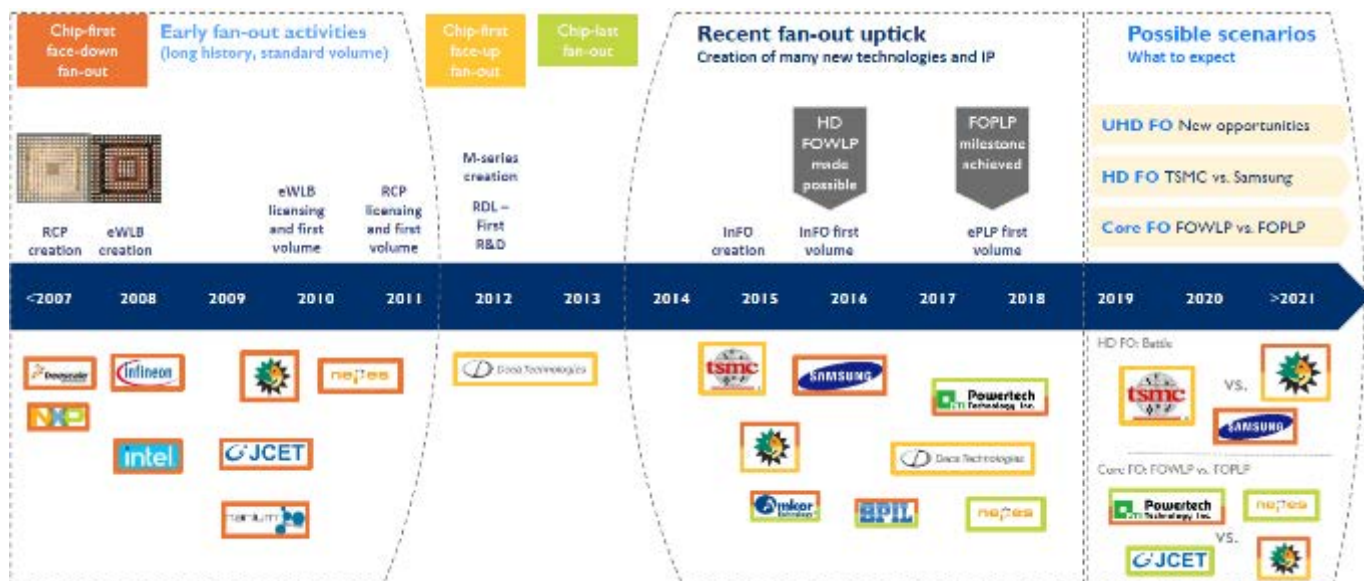 Chip-first
face-down
fan-out
Early fan-out activities
(long history, standard volume)
Chip-first
face-up
fan-out
Chip-last
fan-out
Recent fan-out uptick
Creation of many new technologies and IP
Possible scenarios
What to expect
HD
FOWLP
made
possible
FOPLP
milestone
achieved
UHD FO New opportunities
HD FO TSMC vs. Samsung
Core FO FOWLP vs. FOPLP
RCP
creation
eWLB
creation
eWLB
licensing
and first
volume
RCP
licensing
and first
volume
M-series
creation
RDL –
First
R&D
InFO
creation
InFO first
volume
ePLP first
volume
<2007 2008 2009 2010 2011 2012 2013 2014 2015 2016 2017 2018 2019 2020 >2021
freescale
NXP
infineon
intel
nepes
JCET
nanium
Deca Technologies
tsmc
SAMSUNG
Powertech
Technology Inc.
Deca Technologies
Amkor
Technology
SPIL
nepes
HD FO: Battle
tsmc
vs.
SAMSUNG
Core FO: FOWLP vs. FOPLP
Powertech
Technology Inc.
nepes
vs.
JCET